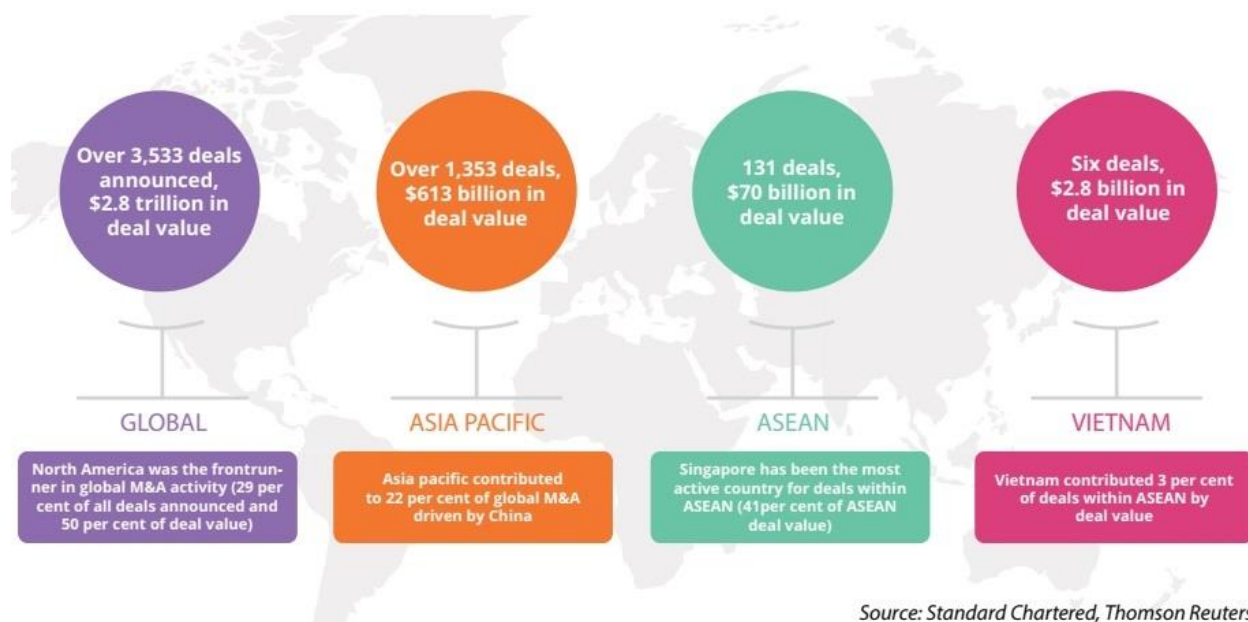 Over 3,533 deals
announced,
$2.8 trillion in
deal value
Over 1,353 deals,
$613 billion in
deal value
131 deals,
$70 billion in
deal value
Six deals,
$2.8 billion in
deal value
GLOBAL
ASIA PACIFIC
ASEAN
VIETNAM
North America was the frontrun-
ner in global M&A activity (29 per
cent of all deals announced and
50 per cent of deal value)
Asia pacific contributed
to 22 per cent of global M&A
driven by China
Singapore has been the most
active country for deals within
ASEAN (41per cent of ASEAN
deal value)
Vietnam contributed 3 per cent
of deals within ASEAN by
deal value
Source: Standard Chartered, Thomson Reuters